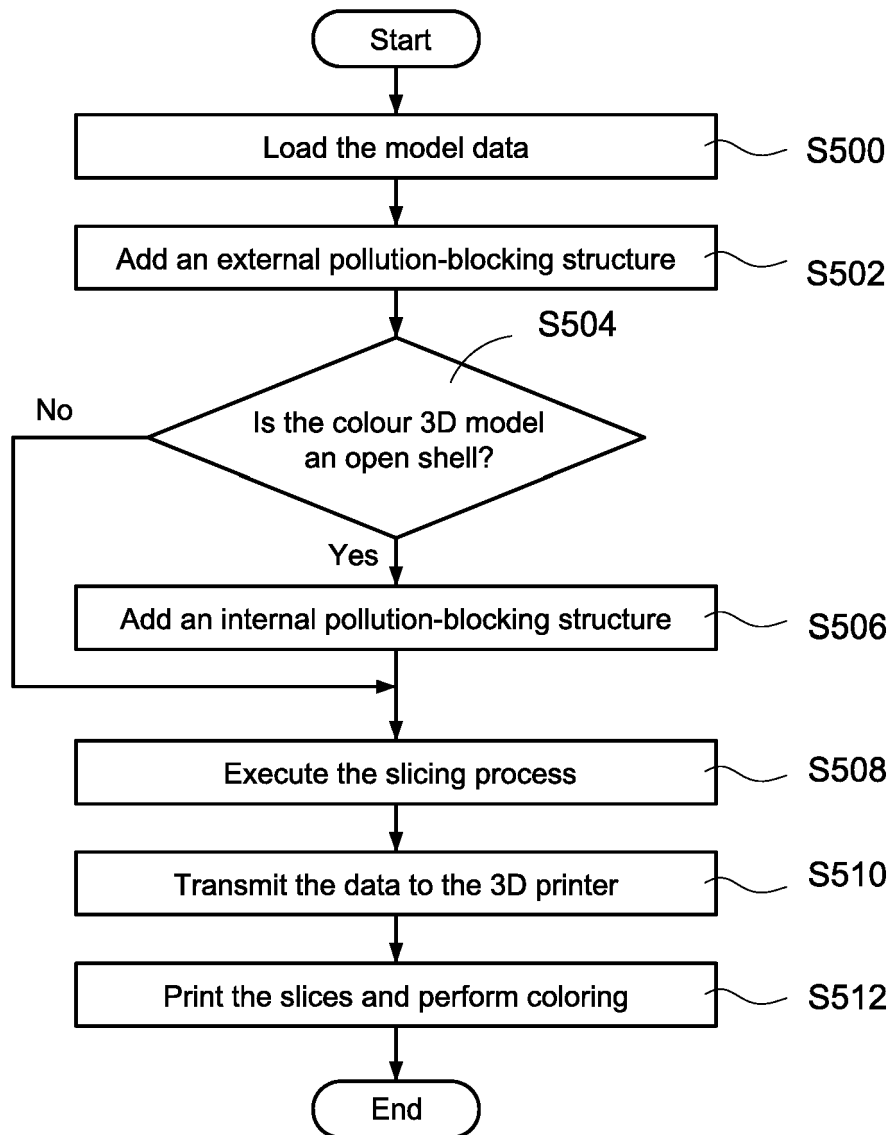 Start
Load the model data
S500
Add an external pollution-blocking structure
S502
S504
No
Is the colour 3D model
an open shell?
Yes
Add an internal pollution-blocking structure
S506
Execute the slicing process
S508
Transmit the data to the 3D printer
S510
Print the slices and perform coloring
S512
End